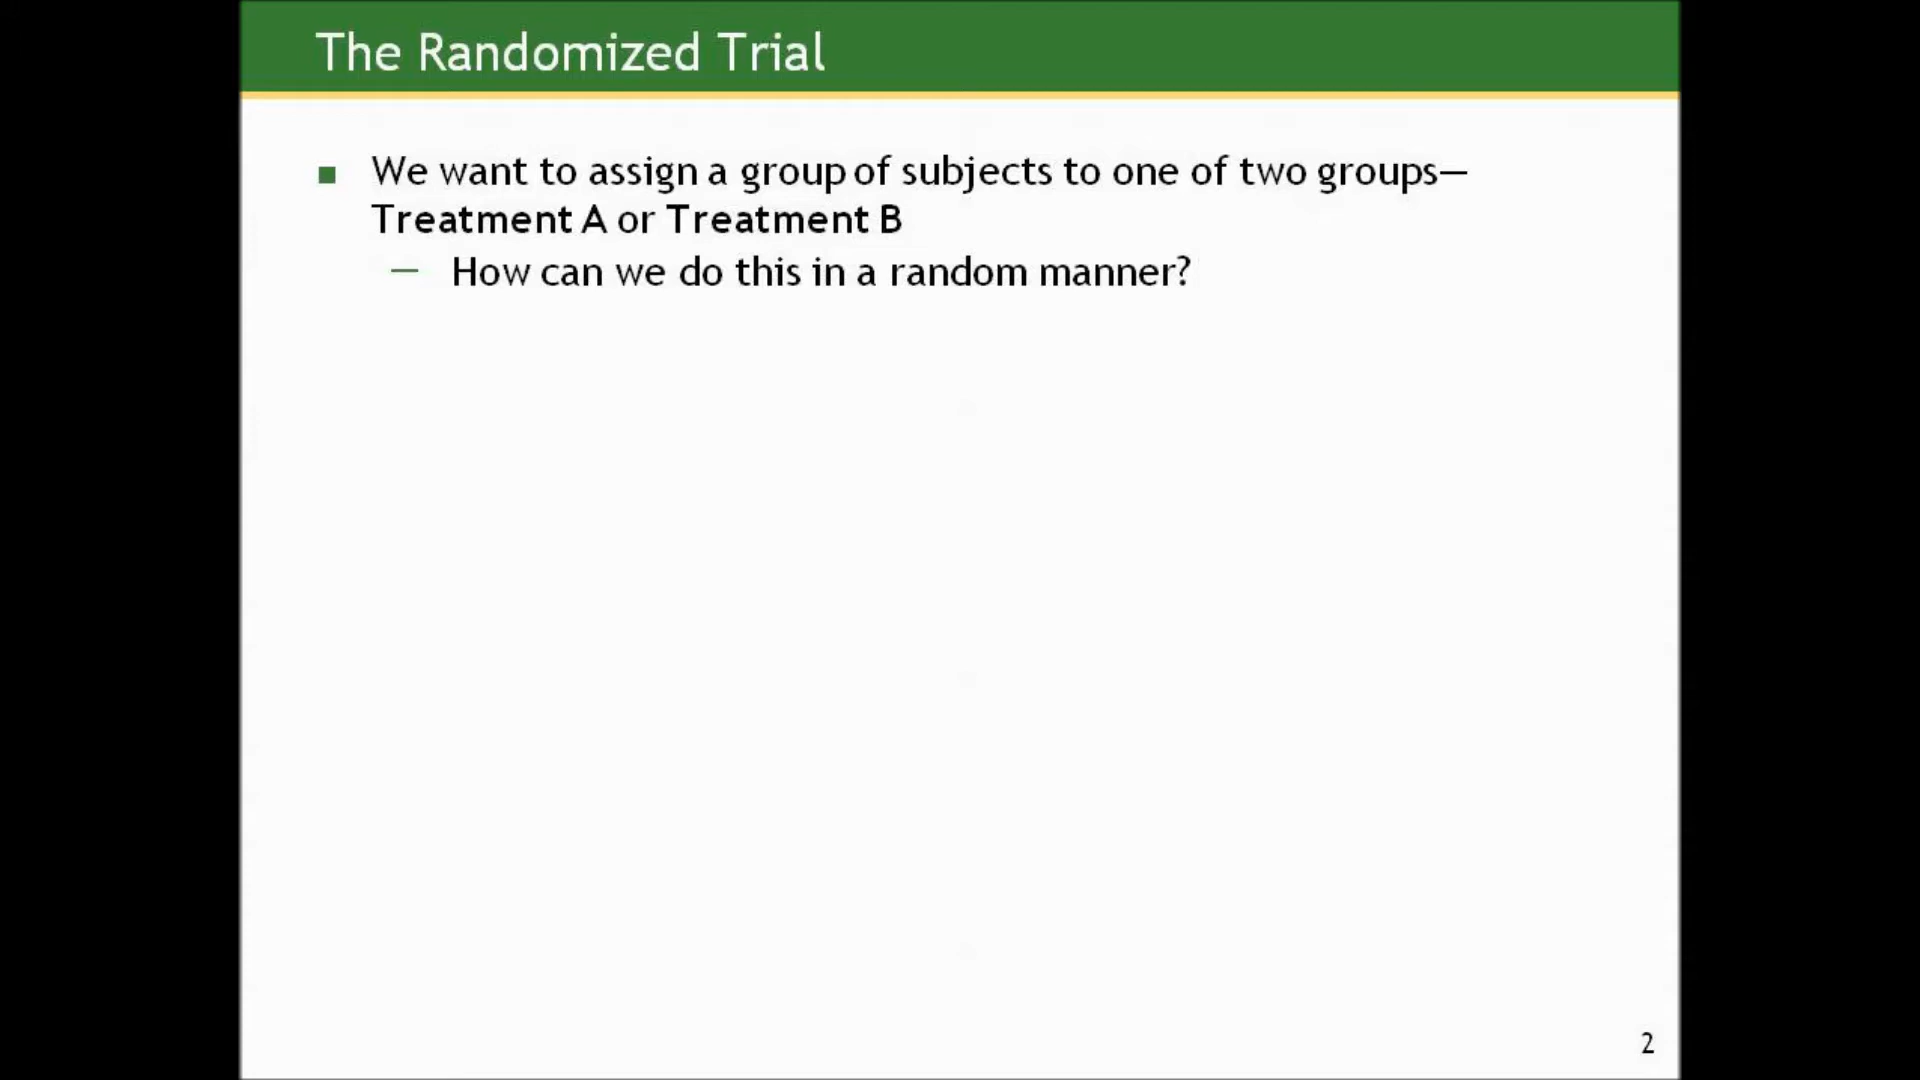 The Randomized Trial
We want to assign a group of subjects to one of two groups—
Treatment A or Treatment B
— How can we do this in a random manner?
2